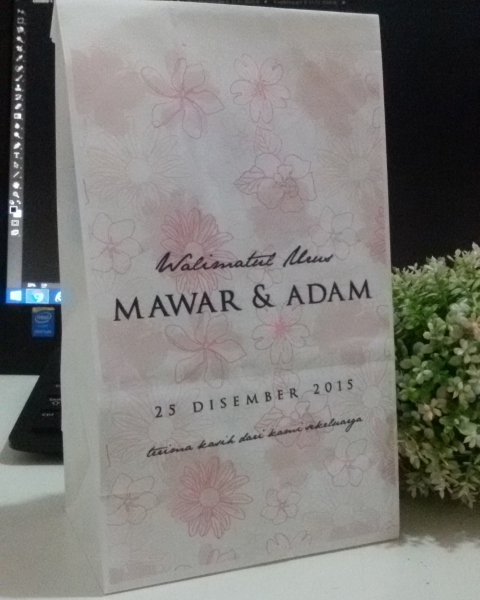 Walimatul Urus
MAWAR & ADAM
25 DISEMBER 2015
terima kasih dari kami sekeluarga